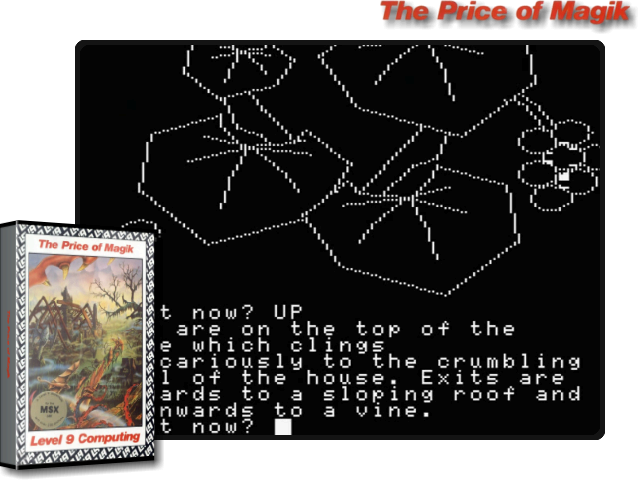 The Price of Magik
t now? UP
are on the top of the
e which clings
cariously to the crumbling
l of the house. Exits are
ards to a sloping roof and
nwards to a vine.
t now?
The Price of Magik
MSX
Level 9 Computing